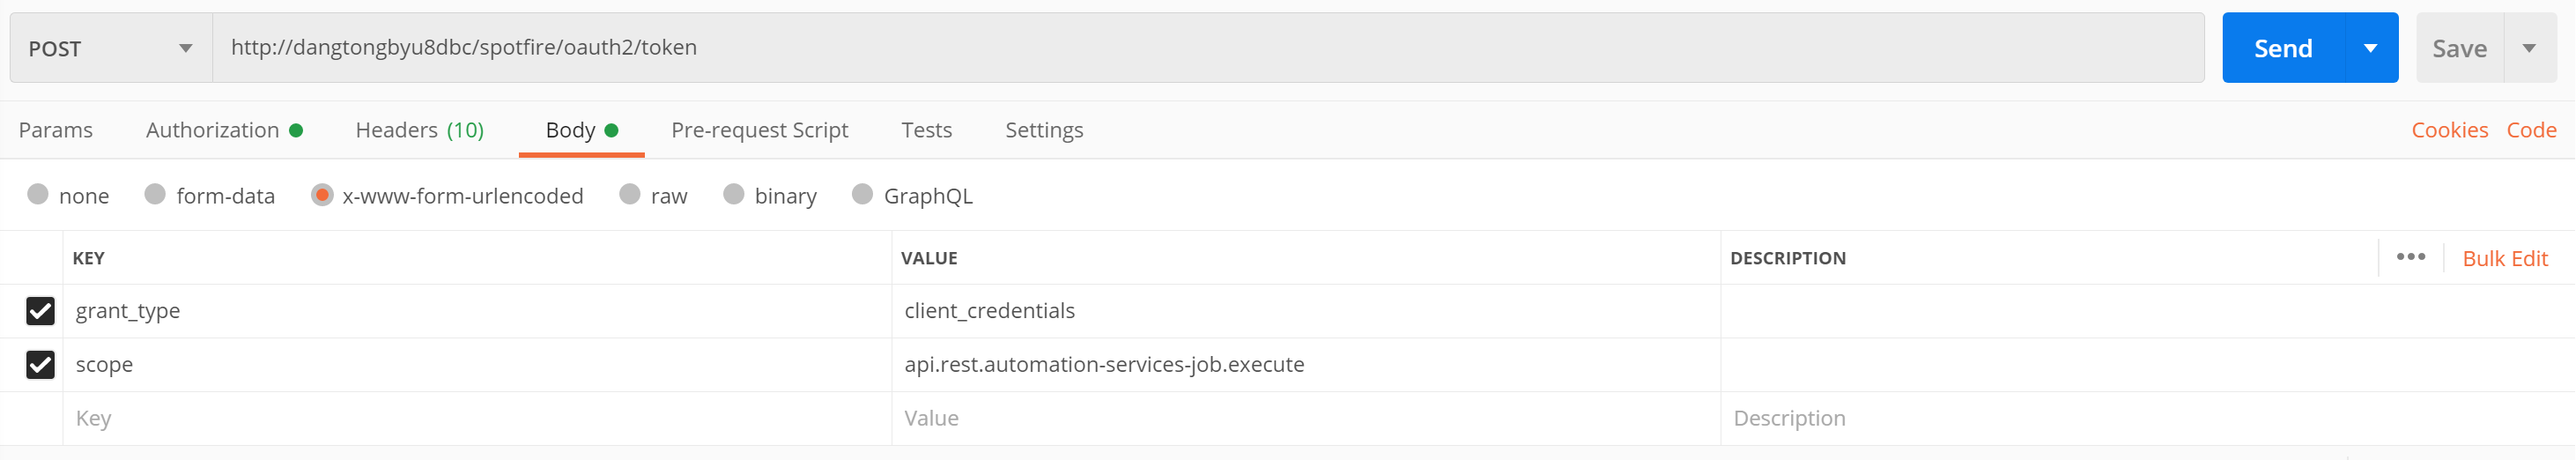 POST http://dangtongbyu8dbc/spotfire/oauth2/token Send Save
Params Authorization Headers (10) Body Pre-request Script Tests Settings Cookies Code
none form-data x-www-form-urlencoded raw binary GraphQL
KEY VALUE DESCRIPTION ••• Bulk Edit
grant_type client_credentials
scope api.rest.automation-services-job.execute
Key Value Description